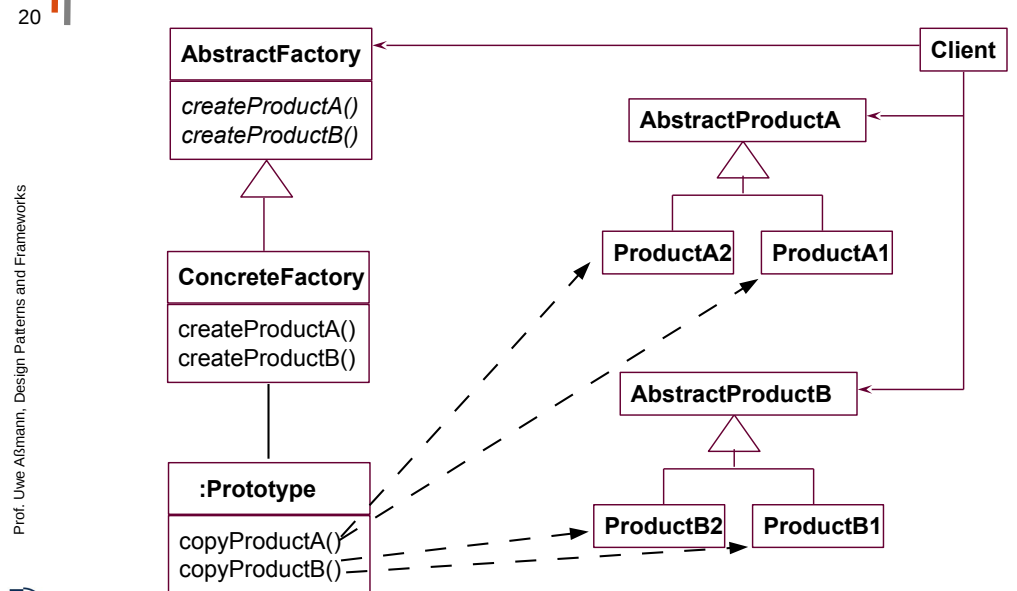 20
AbstractFactory
createProductA()
createProductB()
Client
AbstractProductA
ProductA2
ProductA1
ConcreteFactory
createProductA()
createProductB()
AbstractProductB
:Prototype
copyProductA()
copyProductB()
ProductB2
ProductB1
Prof. Uwe Aßmann, Design Patterns and Frameworks